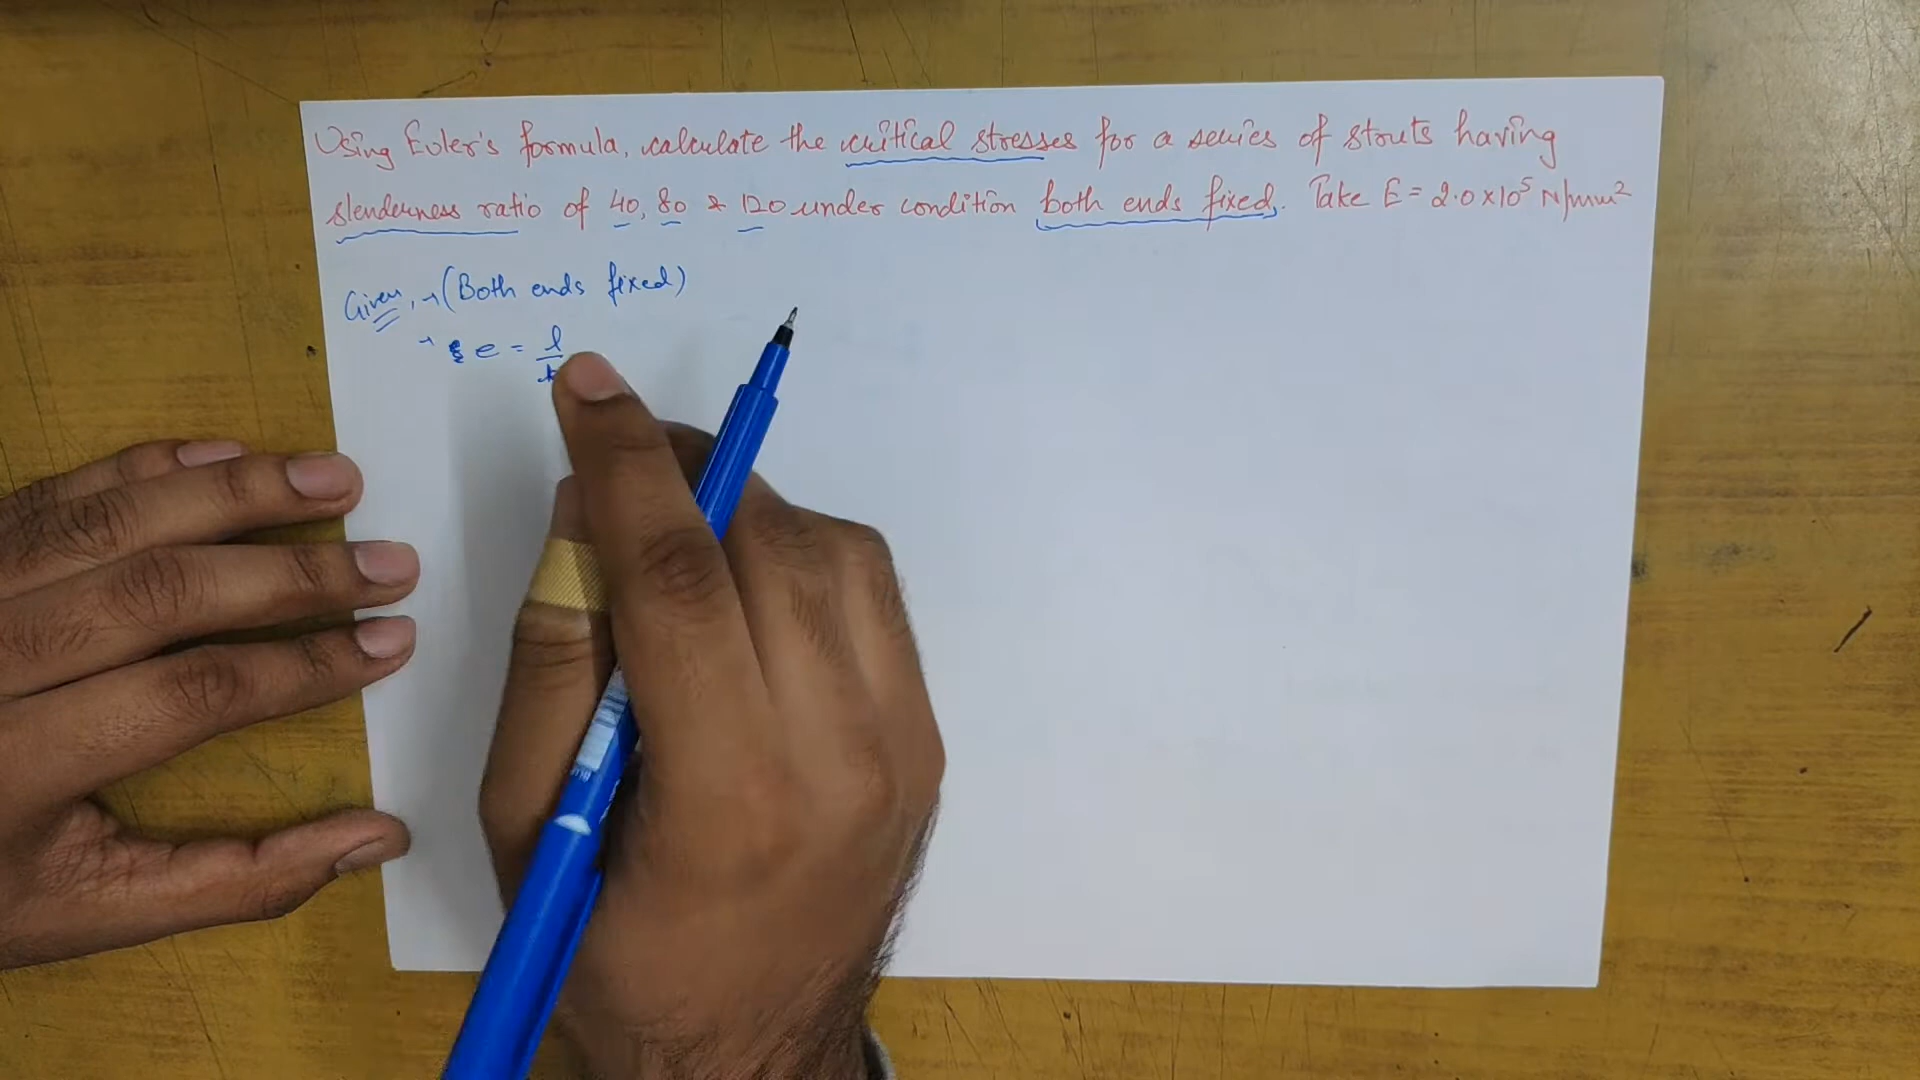 Using Euler's formula, calculate the critical stresses for a series of struts having
slenderness ratio of 40, 80 & 120 under condition both ends fixed. Take E = 2.0 x 10⁵ N/mm²
Given, → (Both ends fixed)
→ e = l/k